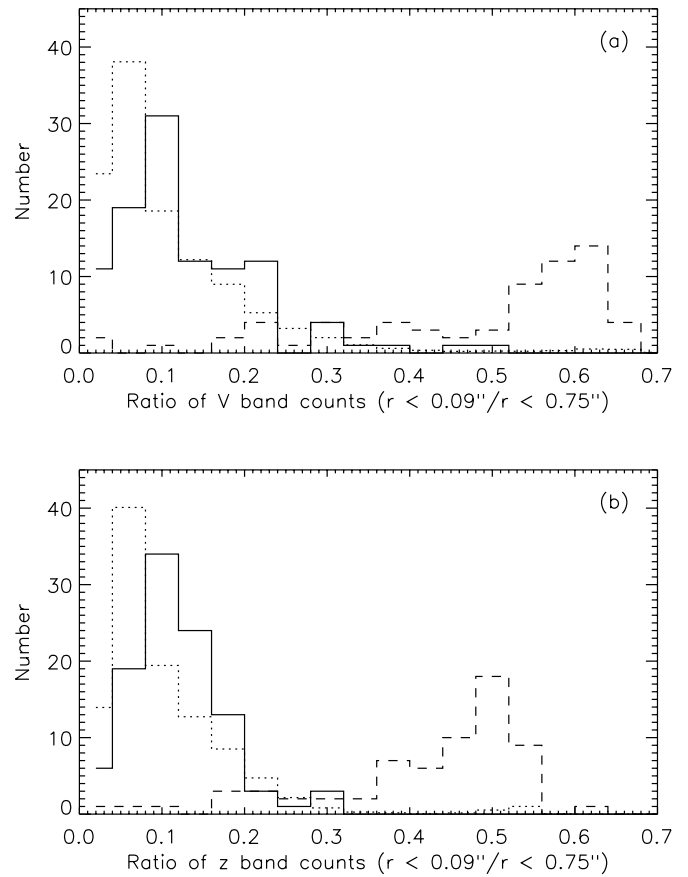 (a)
40
30
20
10
0
Number
0.0 0.1 0.2 0.3 0.4 0.5 0.6 0.7
Ratio of V band counts (r < 0.09"/r < 0.75")
(b)
40
30
20
10
0
Number
0.0 0.1 0.2 0.3 0.4 0.5 0.6 0.7
Ratio of z band counts (r < 0.09"/r < 0.75")